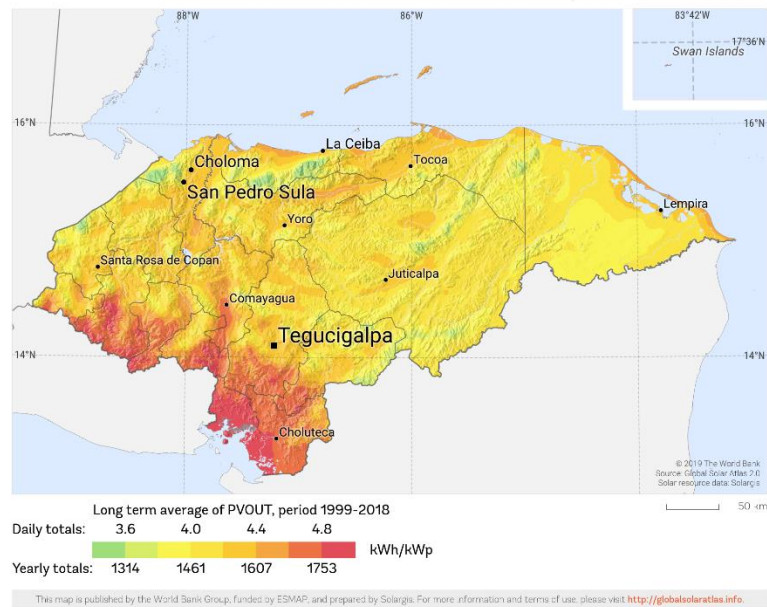 88°W 86°W 83°42'W
17°36'N
Swan Islands
16°N 16°N
La Ceiba
Choloma
Tocoa
San Pedro Sula
Lempira
Yoro
Santa Rosa de Copan
Juticalpa
Comayagua
Tegucigalpa
14°N 14°N
Choluteca
© 2019 The World Bank
Source: Global Solar Atlas 2.0
Solar resource data: Solargis
50 km
Long term average of PVOUT, period 1999-2018
Daily totals: 3.6 4.0 4.4 4.8
kWh/kWp
Yearly totals: 1314 1461 1607 1753
This map is published by the World Bank Group, funded by ESMAP, and prepared by Solargis. For more information and terms of use, please visit http://globalsolaratlas.info.